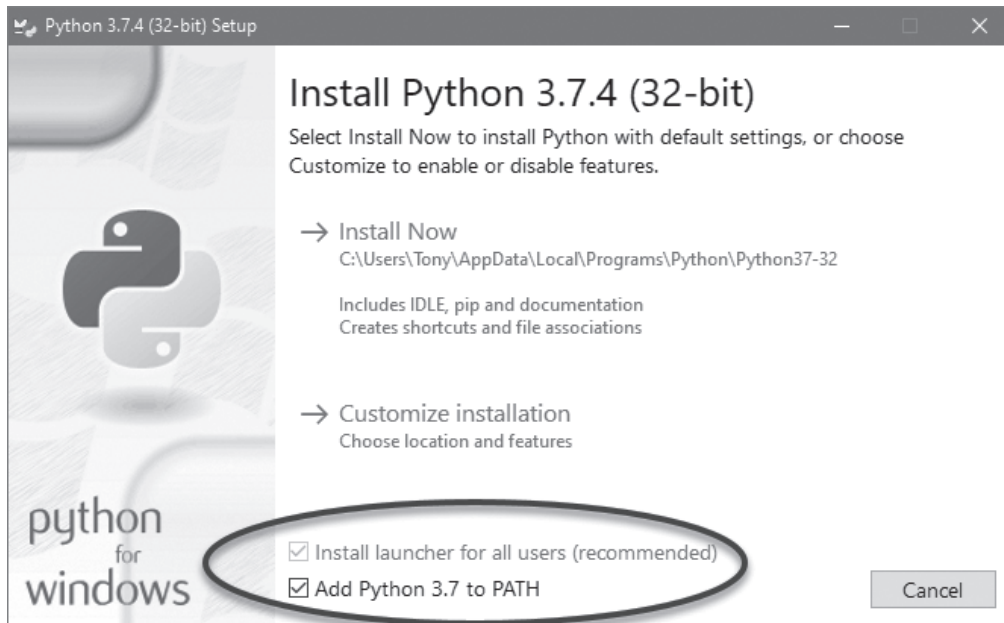 Python 3.7.4 (32-bit) Setup
Install Python 3.7.4 (32-bit)
Select Install Now to install Python with default settings, or choose
Customize to enable or disable features.
Install Now
C:\Users\Tony\AppData\Local\Programs\Python\Python37-32
Includes IDLE, pip and documentation
Creates shortcuts and file associations
Customize installation
Choose location and features
python
for
windows
Install launcher for all users (recommended)
Add Python 3.7 to PATH
Cancel